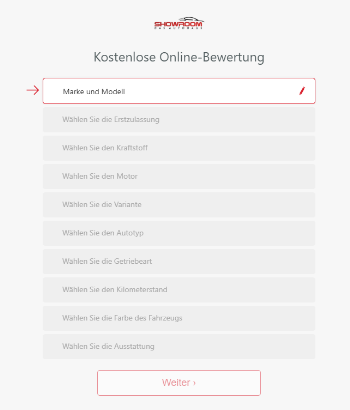 SHOWROOM
Kostenlose Online-Bewertung
Marke und Modell
Wählen Sie die Erstzulassung
Wählen Sie den Kraftstoff
Wählen Sie den Motor
Wählen Sie die Variante
Wählen Sie den Autotyp
Wählen Sie die Getriebeart
Wählen Sie den Kilometerstand
Wählen Sie die Farbe des Fahrzeugs
Wählen Sie die Ausstattung
Weiter ›